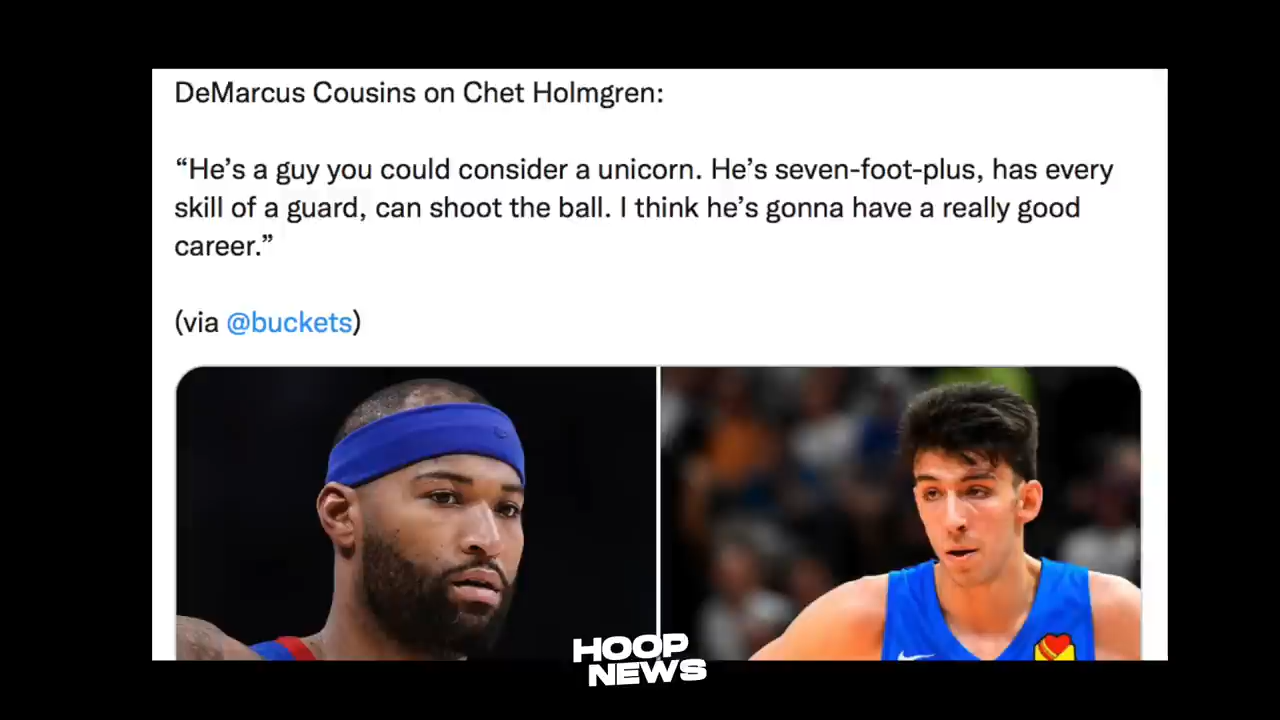 DeMarcus Cousins on Chet Holmgren:
“He’s a guy you could consider a unicorn. He’s seven-foot-plus, has every
skill of a guard, can shoot the ball. I think he’s gonna have a really good
career.”
(via @buckets)
HOOP
NEWS